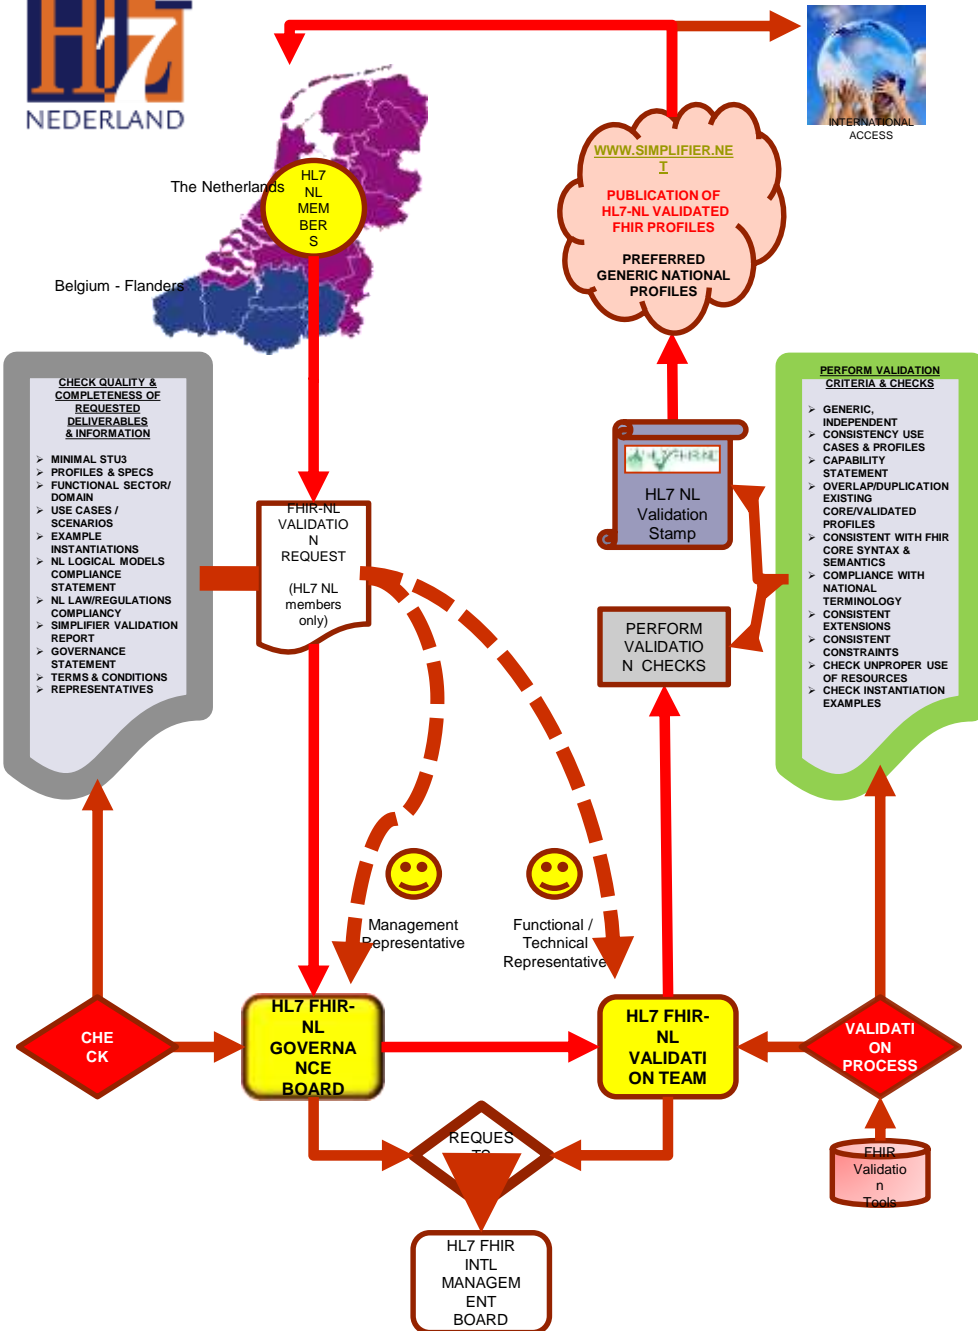 H7
NEDERLAND
INTERNATIONAL
ACCESS
WWW.SIMPLIFIER.NE
T
PUBLICATION OF
HL7-NL VALIDATED
FHIR PROFILES
PREFERRED
GENERIC NATIONAL
PROFILES
The Netherlands
HL7
NL
MEM
BER
S
Belgium - Flanders
CHECK QUALITY &
COMPLETENESS OF
REQUESTED
DELIVERABLES
& INFORMATION
➢ MINIMAL STU3
➢ PROFILES & SPECS
➢ FUNCTIONAL SECTOR/
DOMAIN
➢ USE CASES /
SCENARIOS
➢ EXAMPLE
INSTANTIATIONS
➢ NL LOGICAL MODELS
COMPLIANCE
STATEMENT
➢ NL LAW/REGULATIONS
COMPLIANCY
➢ SIMPLIFIER VALIDATION
REPORT
➢ GOVERNANCE
STATEMENT
➢ TERMS & CONDITIONS
➢ REPRESENTATIVES
FHIR-NL
VALIDATIO
N
REQUEST
(HL7 NL
members
only)
HL7 FHIR-NL
HL7 NL
Validation
Stamp
PERFORM
VALIDATIO
N CHECKS
PERFORM VALIDATION
CRITERIA & CHECKS
➢ GENERIC,
INDEPENDENT
➢ CONSISTENCY USE
CASES & PROFILES
➢ CAPABILITY
STATEMENT
➢ OVERLAP/DUPLICATION
EXISTING
CORE/VALIDATED
PROFILES
➢ CONSISTENT WITH FHIR
CORE SYNTAX &
SEMANTICS
➢ COMPLIANCE WITH
NATIONAL
TERMINOLOGY
➢ CONSISTENT
EXTENSIONS
➢ CONSISTENT
CONSTRAINTS
➢ CHECK UNPROPER USE
OF RESOURCES
➢ CHECK INSTANTIATION
EXAMPLES
Management
Representative
Functional /
Technical
Representative
CHE
CK
HL7 FHIR-
NL
GOVERNA
NCE
BOARD
HL7 FHIR-
NL
VALIDATI
ON TEAM
VALIDATI
ON
PROCESS
REQUES
TS
FHIR
Validatio
n
Tools
HL7 FHIR
INTL
MANAGEM
ENT
BOARD